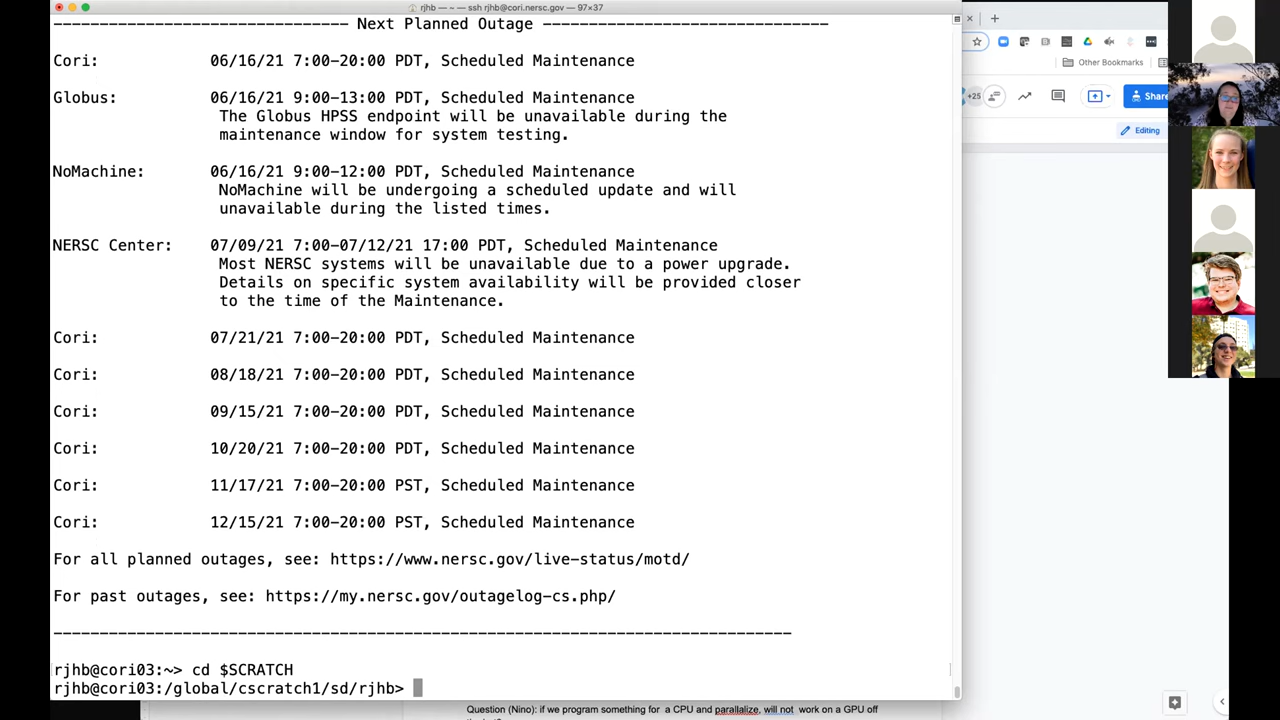 rjhb — ~ — ssh rjhb@cori.nersc.gov — 97×37
-------------------------------- Next Planned Outage -------------------------------
Cori: 06/16/21 7:00-20:00 PDT, Scheduled Maintenance
Globus: 06/16/21 9:00-13:00 PDT, Scheduled Maintenance
The Globus HPSS endpoint will be unavailable during the
maintenance window for system testing.
NoMachine: 06/16/21 9:00-12:00 PDT, Scheduled Maintenance
NoMachine will be undergoing a scheduled update and will
unavailable during the listed times.
NERSC Center: 07/09/21 7:00-07/12/21 17:00 PDT, Scheduled Maintenance
Most NERSC systems will be unavailable due to a power upgrade.
Details on specific system availability will be provided closer
to the time of the Maintenance.
Cori: 07/21/21 7:00-20:00 PDT, Scheduled Maintenance
Cori: 08/18/21 7:00-20:00 PDT, Scheduled Maintenance
Cori: 09/15/21 7:00-20:00 PDT, Scheduled Maintenance
Cori: 10/20/21 7:00-20:00 PDT, Scheduled Maintenance
Cori: 11/17/21 7:00-20:00 PST, Scheduled Maintenance
Cori: 12/15/21 7:00-20:00 PST, Scheduled Maintenance
For all planned outages, see: https://www.nersc.gov/live-status/motd/
For past outages, see: https://my.nersc.gov/outagelog-cs.php/
--------------------------------------------------------------------------------
rjhb@cori03:~> cd $SCRATCH
rjhb@cori03:/global/cscratch1/sd/rjhb>
Other Bookmarks
+25
Share
Editing
Question (Nino): if we program something for a CPU and parallalize, will not work on a GPU off